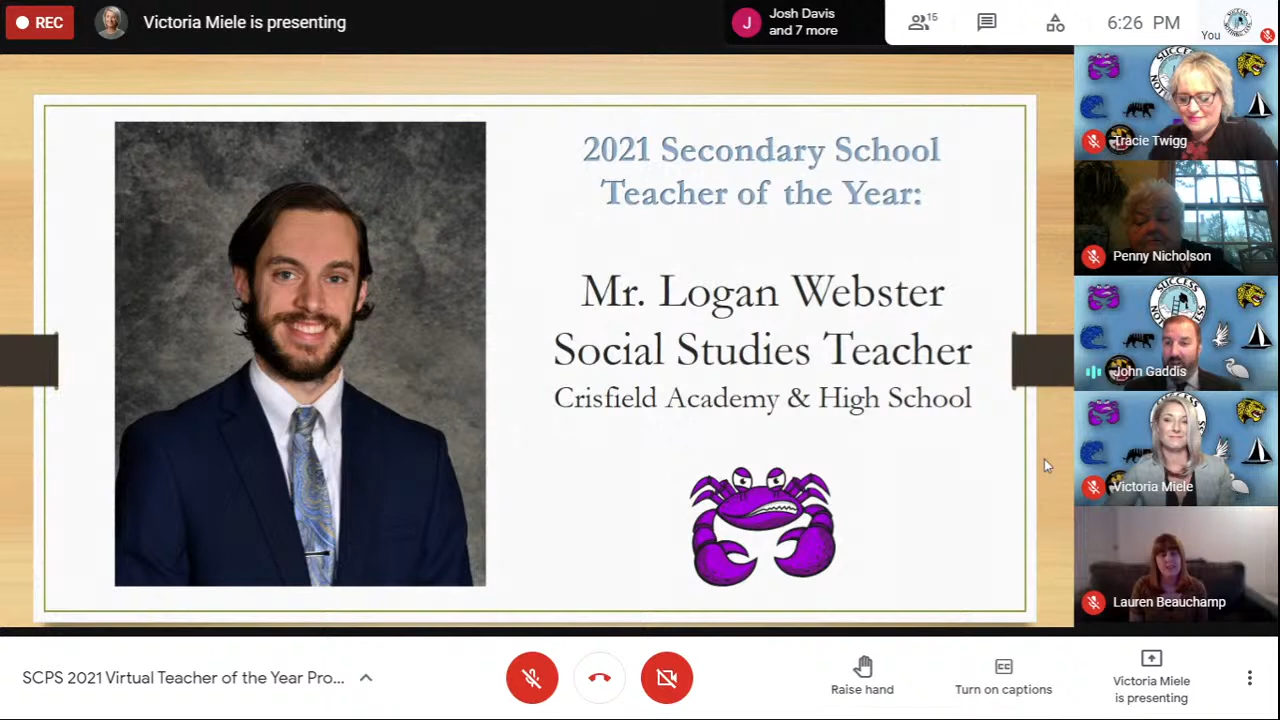 REC
Victoria Miele is presenting
J
Josh Davis
and 7 more
15
6:26 PM
You
2021 Secondary School
Teacher of the Year:
Mr. Logan Webster
Social Studies Teacher
Crisfield Academy & High School
SUCCESS
Tracie Twigg
Penny Nicholson
SUCCESS
John Gaddis
Victoria Miele
Lauren Beauchamp
SCPS 2021 Virtual Teacher of the Year Pro...
Raise hand
CC
Turn on captions
Victoria Miele
is presenting